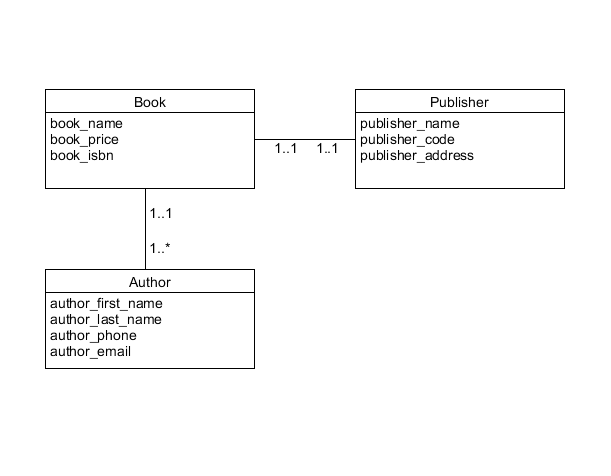 Book
book_name
book_price
book_isbn
Publisher
publisher_name
publisher_code
publisher_address
1..1 1..1
1..1
1..*
Author
author_first_name
author_last_name
author_phone
author_email